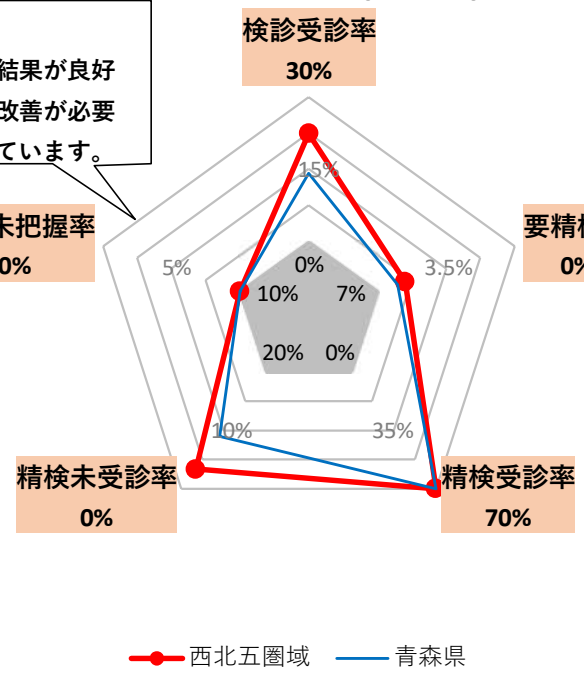 検診受診率
30%
結果が良好
改善が必要
ています。
15%
未把握率
0%
要精検
0%
5%
3.5%
0%
10%
7%
20%
0%
10%
35%
精検未受診率
0%
精検受診率
70%
西北五圏域
青森県